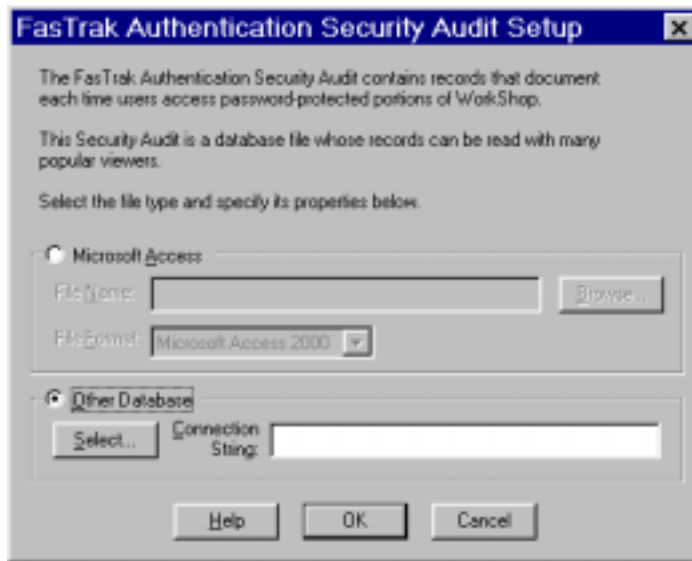 FasTrak Authentication Security Audit Setup
The FasTrak Authentication Security Audit contains records that document
each time users access password-protected portions of WorkShop.
This Security Audit is a database file whose records can be read with many
popular viewers.
Select the file type and specify its properties below.
Microsoft Access
File Name:
Browse...
File Format:
Microsoft Access 2000
Other Database
Select...
Connection
String:
Help
OK
Cancel